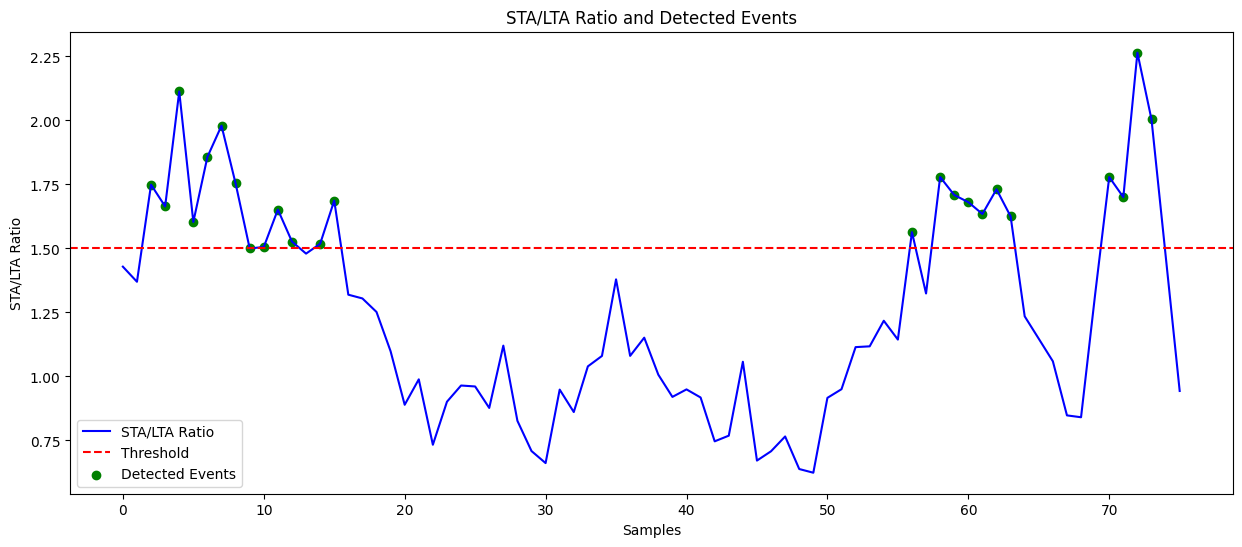 STA/LTA Ratio and Detected Events
STA/LTA Ratio
2.25
2.00
1.75
1.50
1.25
1.00
0.75
STA/LTA Ratio
Threshold
Detected Events
0 10 20 30 40 50 60 70
Samples